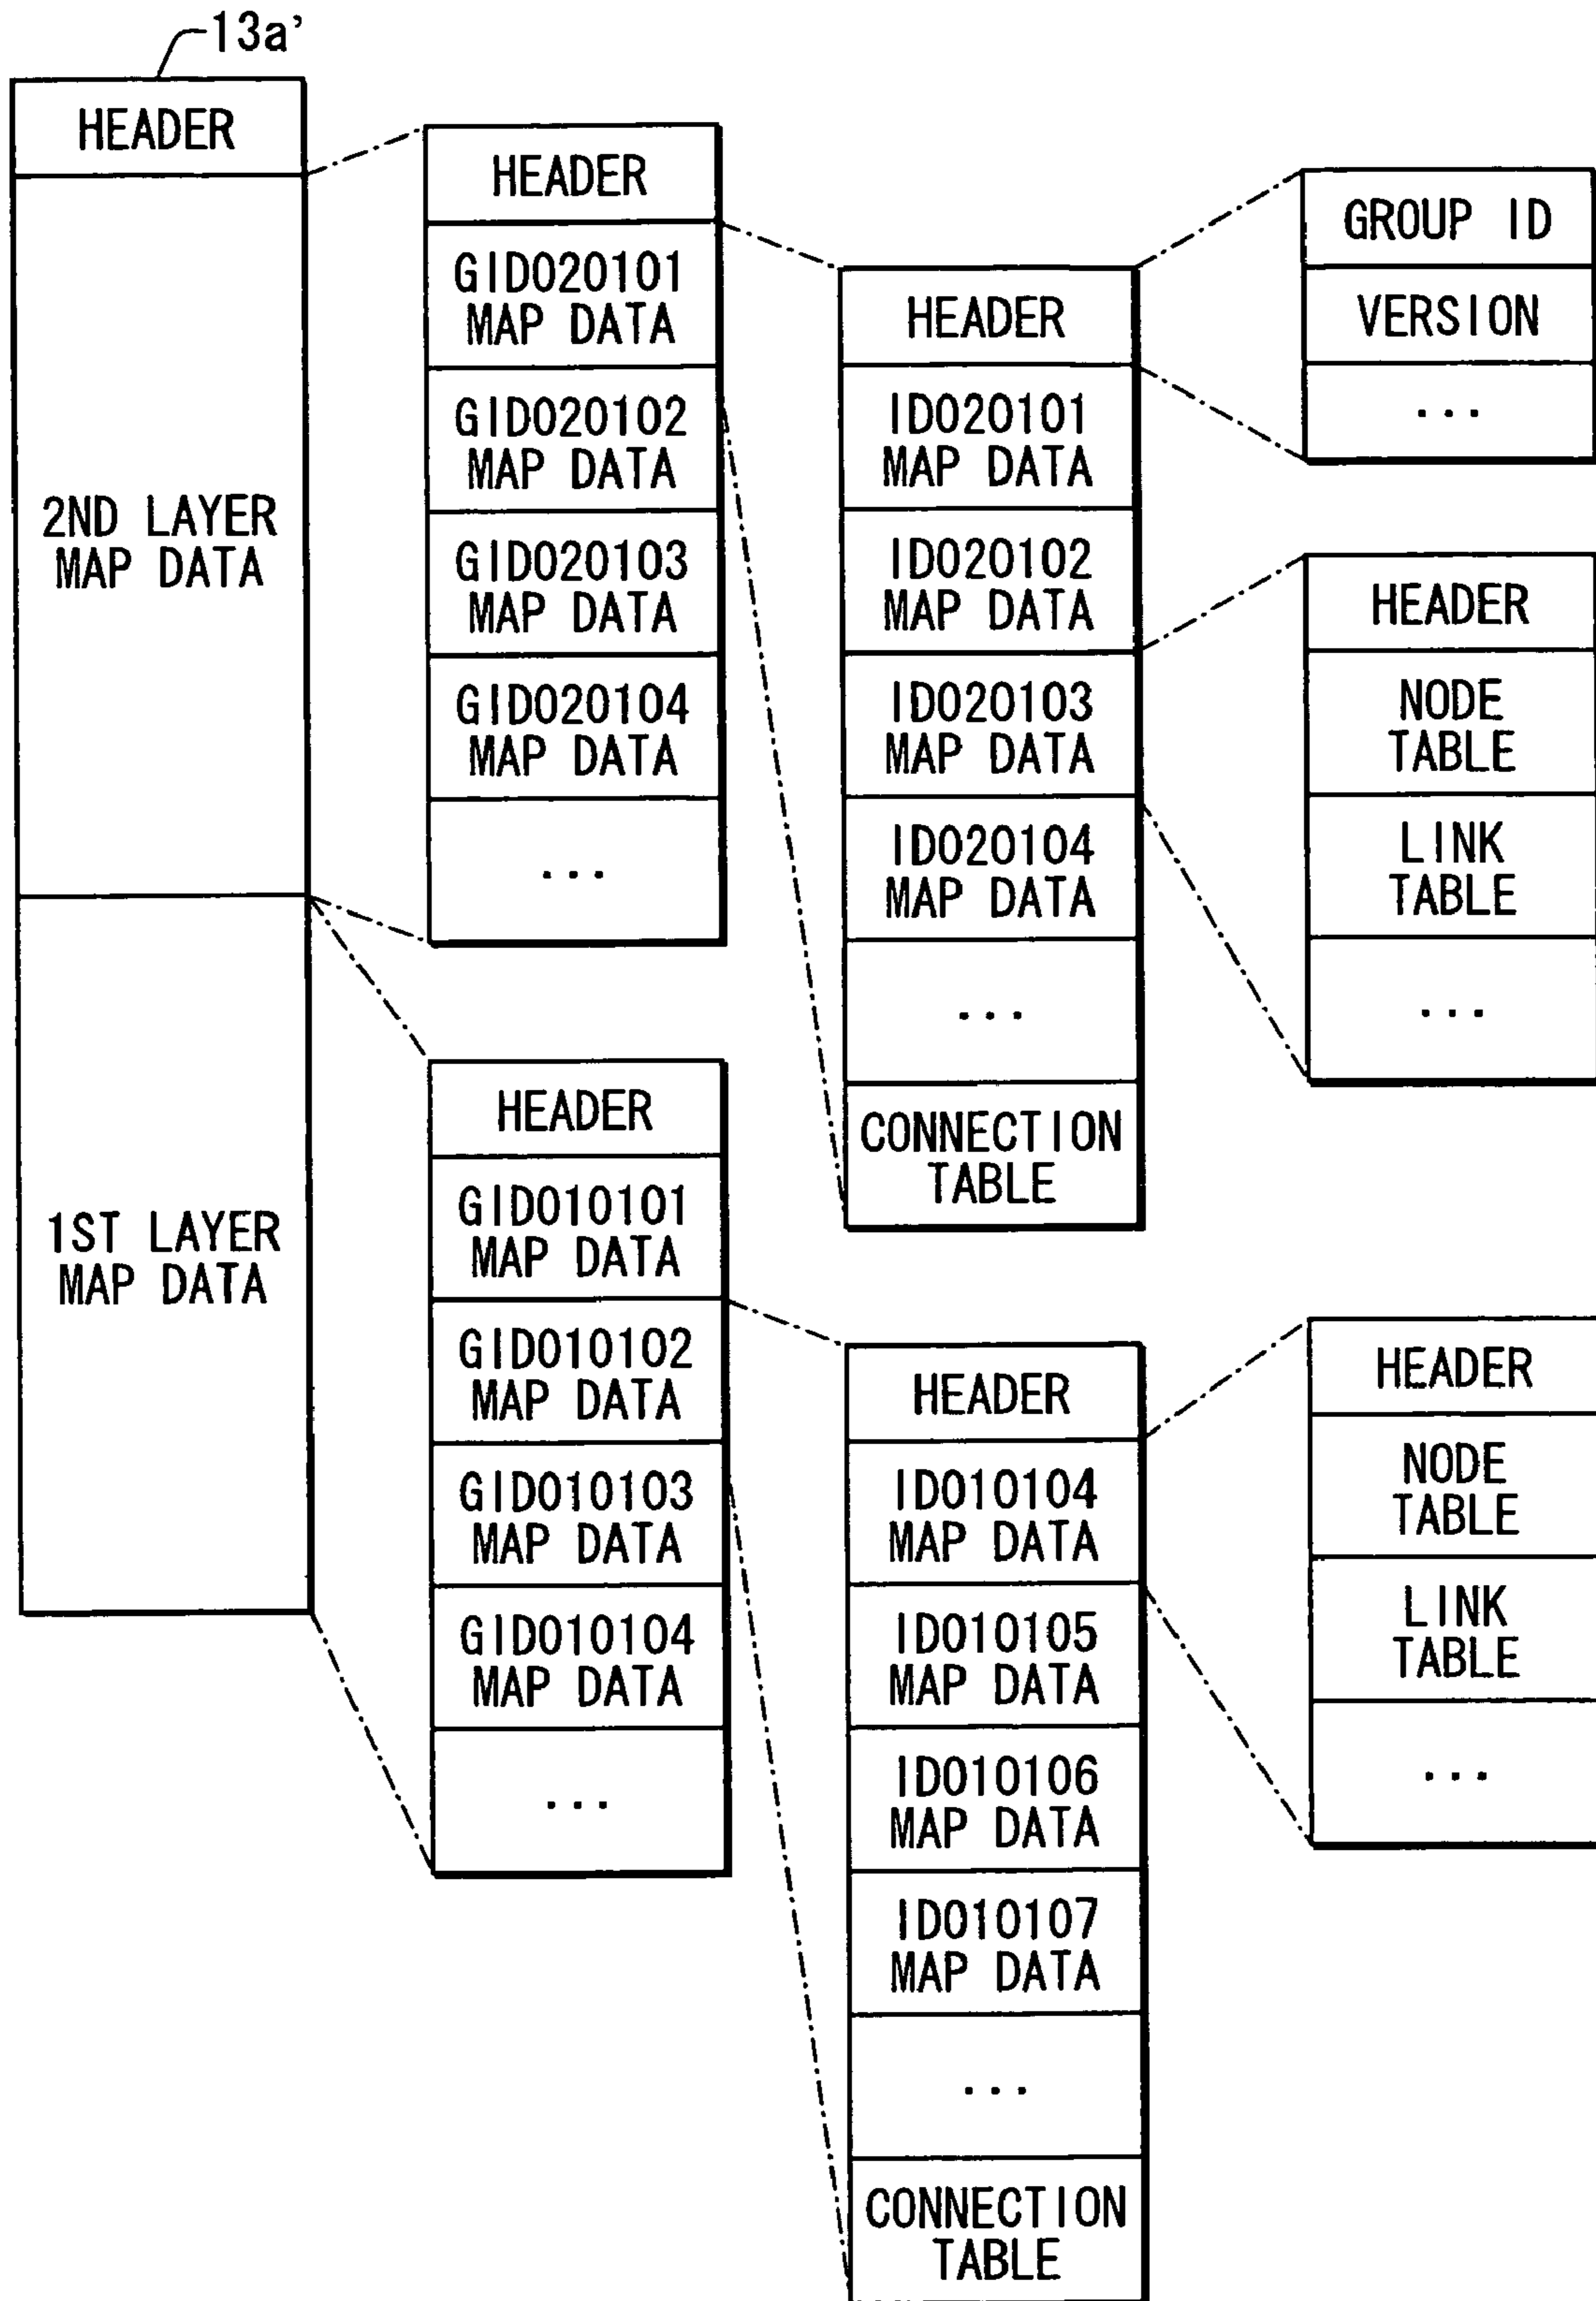 13a'
HEADER
2ND LAYER
MAP DATA
1ST LAYER
MAP DATA
HEADER
GID020101
MAP DATA
GID020102
MAP DATA
GID020103
MAP DATA
GID020104
MAP DATA
...
HEADER
GID010101
MAP DATA
GID010102
MAP DATA
GID010103
MAP DATA
GID010104
MAP DATA
...
HEADER
ID020101
MAP DATA
ID020102
MAP DATA
ID020103
MAP DATA
ID020104
MAP DATA
...
CONNECTION
TABLE
HEADER
ID010104
MAP DATA
ID010105
MAP DATA
ID010106
MAP DATA
ID010107
MAP DATA
...
CONNECTION
TABLE
GROUP ID
VERSION
...
HEADER
NODE
TABLE
LINK
TABLE
...
HEADER
NODE
TABLE
LINK
TABLE
...